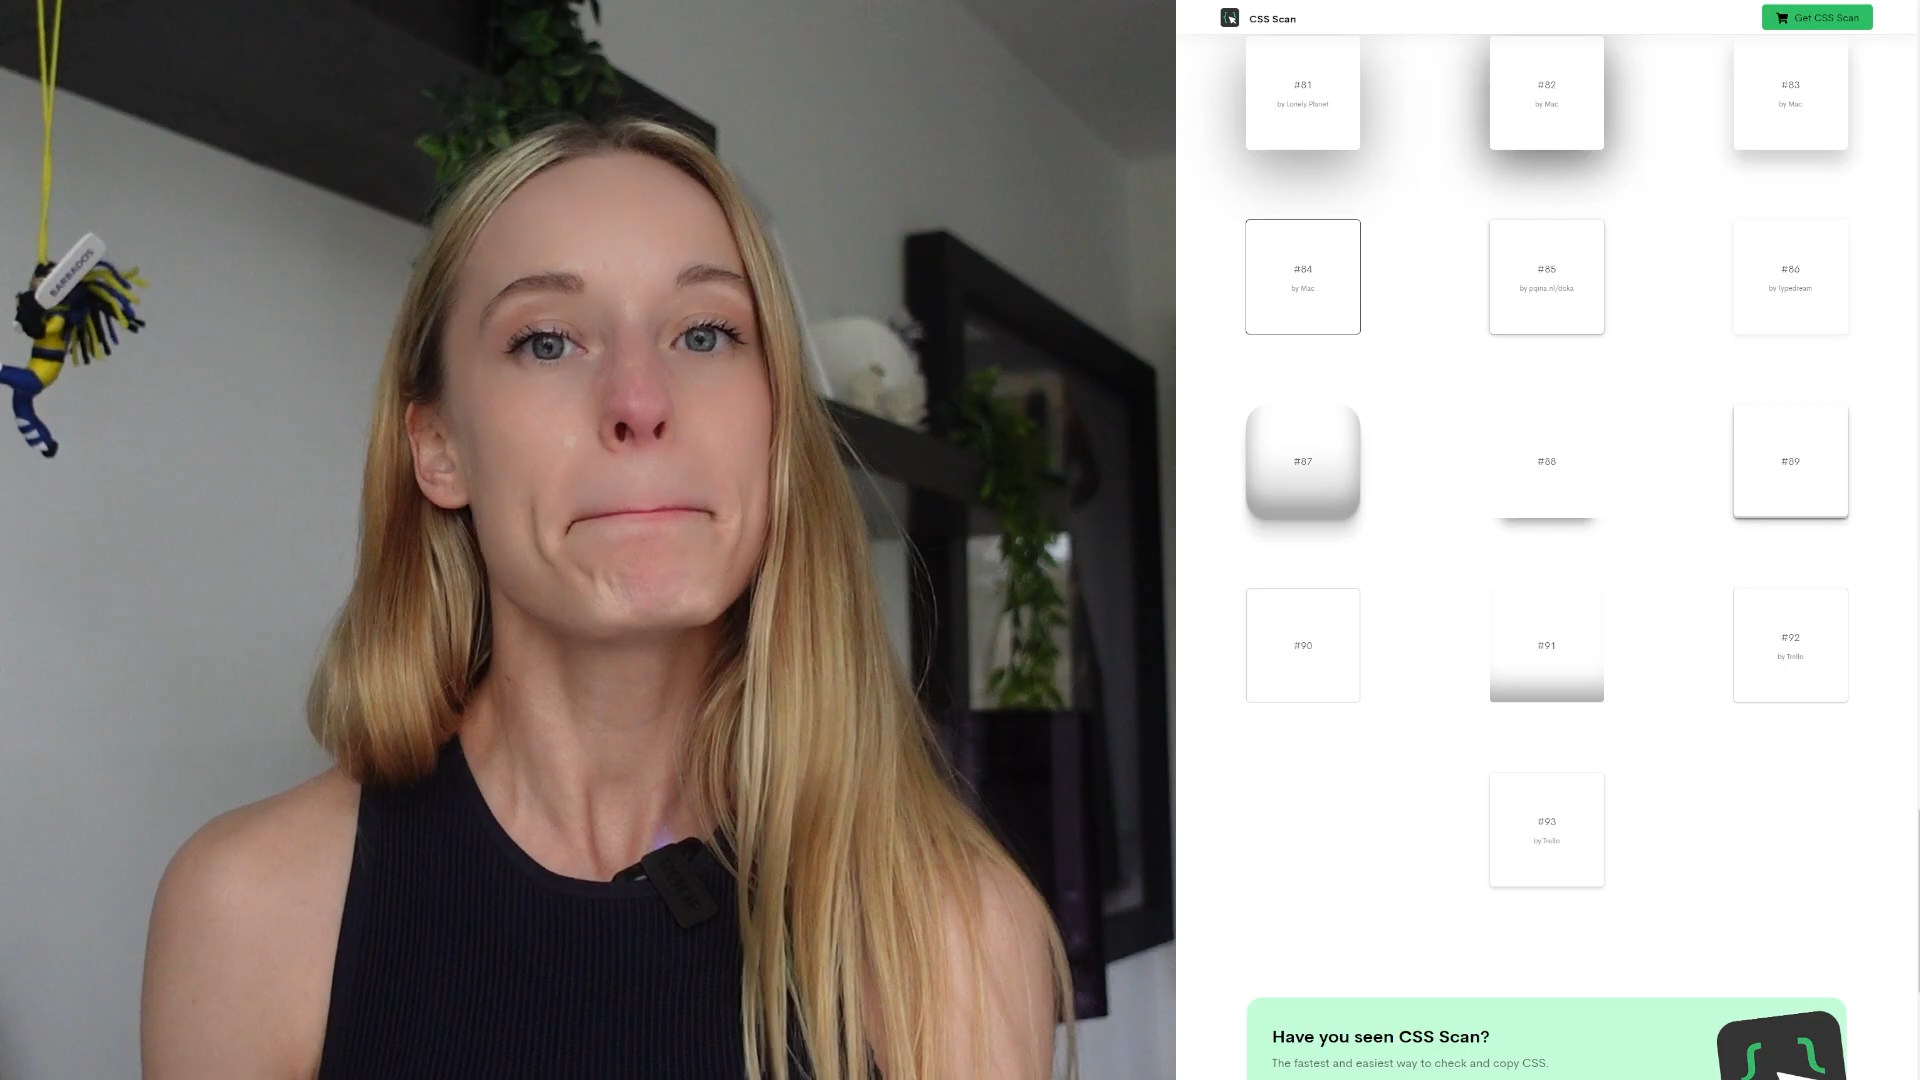 BARBADOS
CSS Scan
Get CSS Scan
#81
by Lonely Planet
#82
by Mac
#83
by Mac
#84
by Mac
#85
by pqina.nl/doka
#86
by Typedream
#87
#88
#89
#90
#91
#92
by Trello
#93
by Trello
Have you seen CSS Scan?
The fastest and easiest way to check and copy CSS.